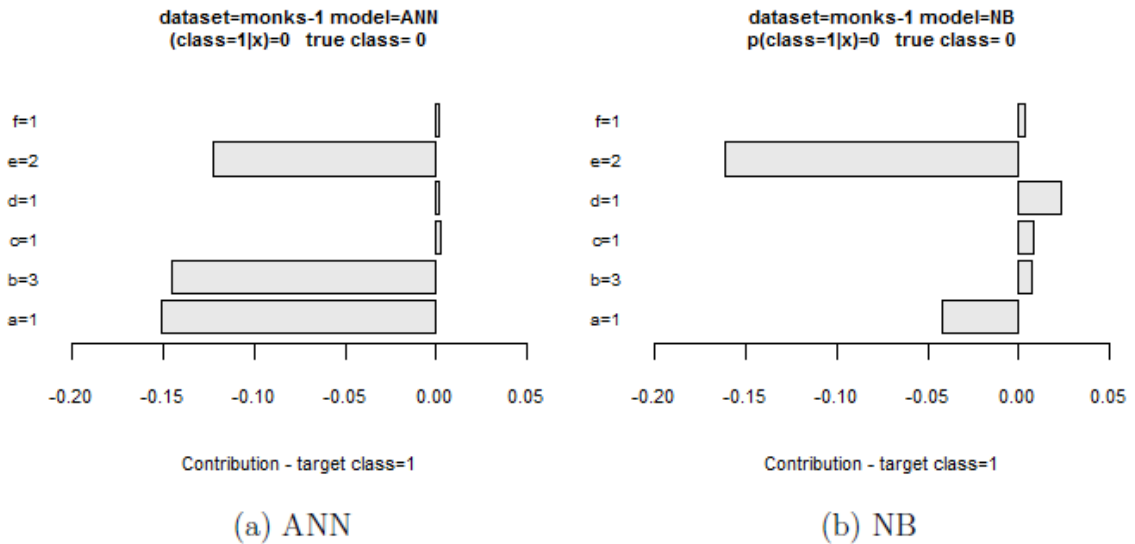 dataset=monks-1 model=ANN
(class=1|x)=0 true class= 0
f=1
e=2
d=1
c=1
b=3
a=1
-0.20 -0.15 -0.10 -0.05 0.00 0.05
Contribution - target class=1
(a) ANN
dataset=monks-1 model=NB
p(class=1|x)=0 true class= 0
f=1
e=2
d=1
c=1
b=3
a=1
-0.20 -0.15 -0.10 -0.05 0.00 0.05
Contribution - target class=1
(b) NB